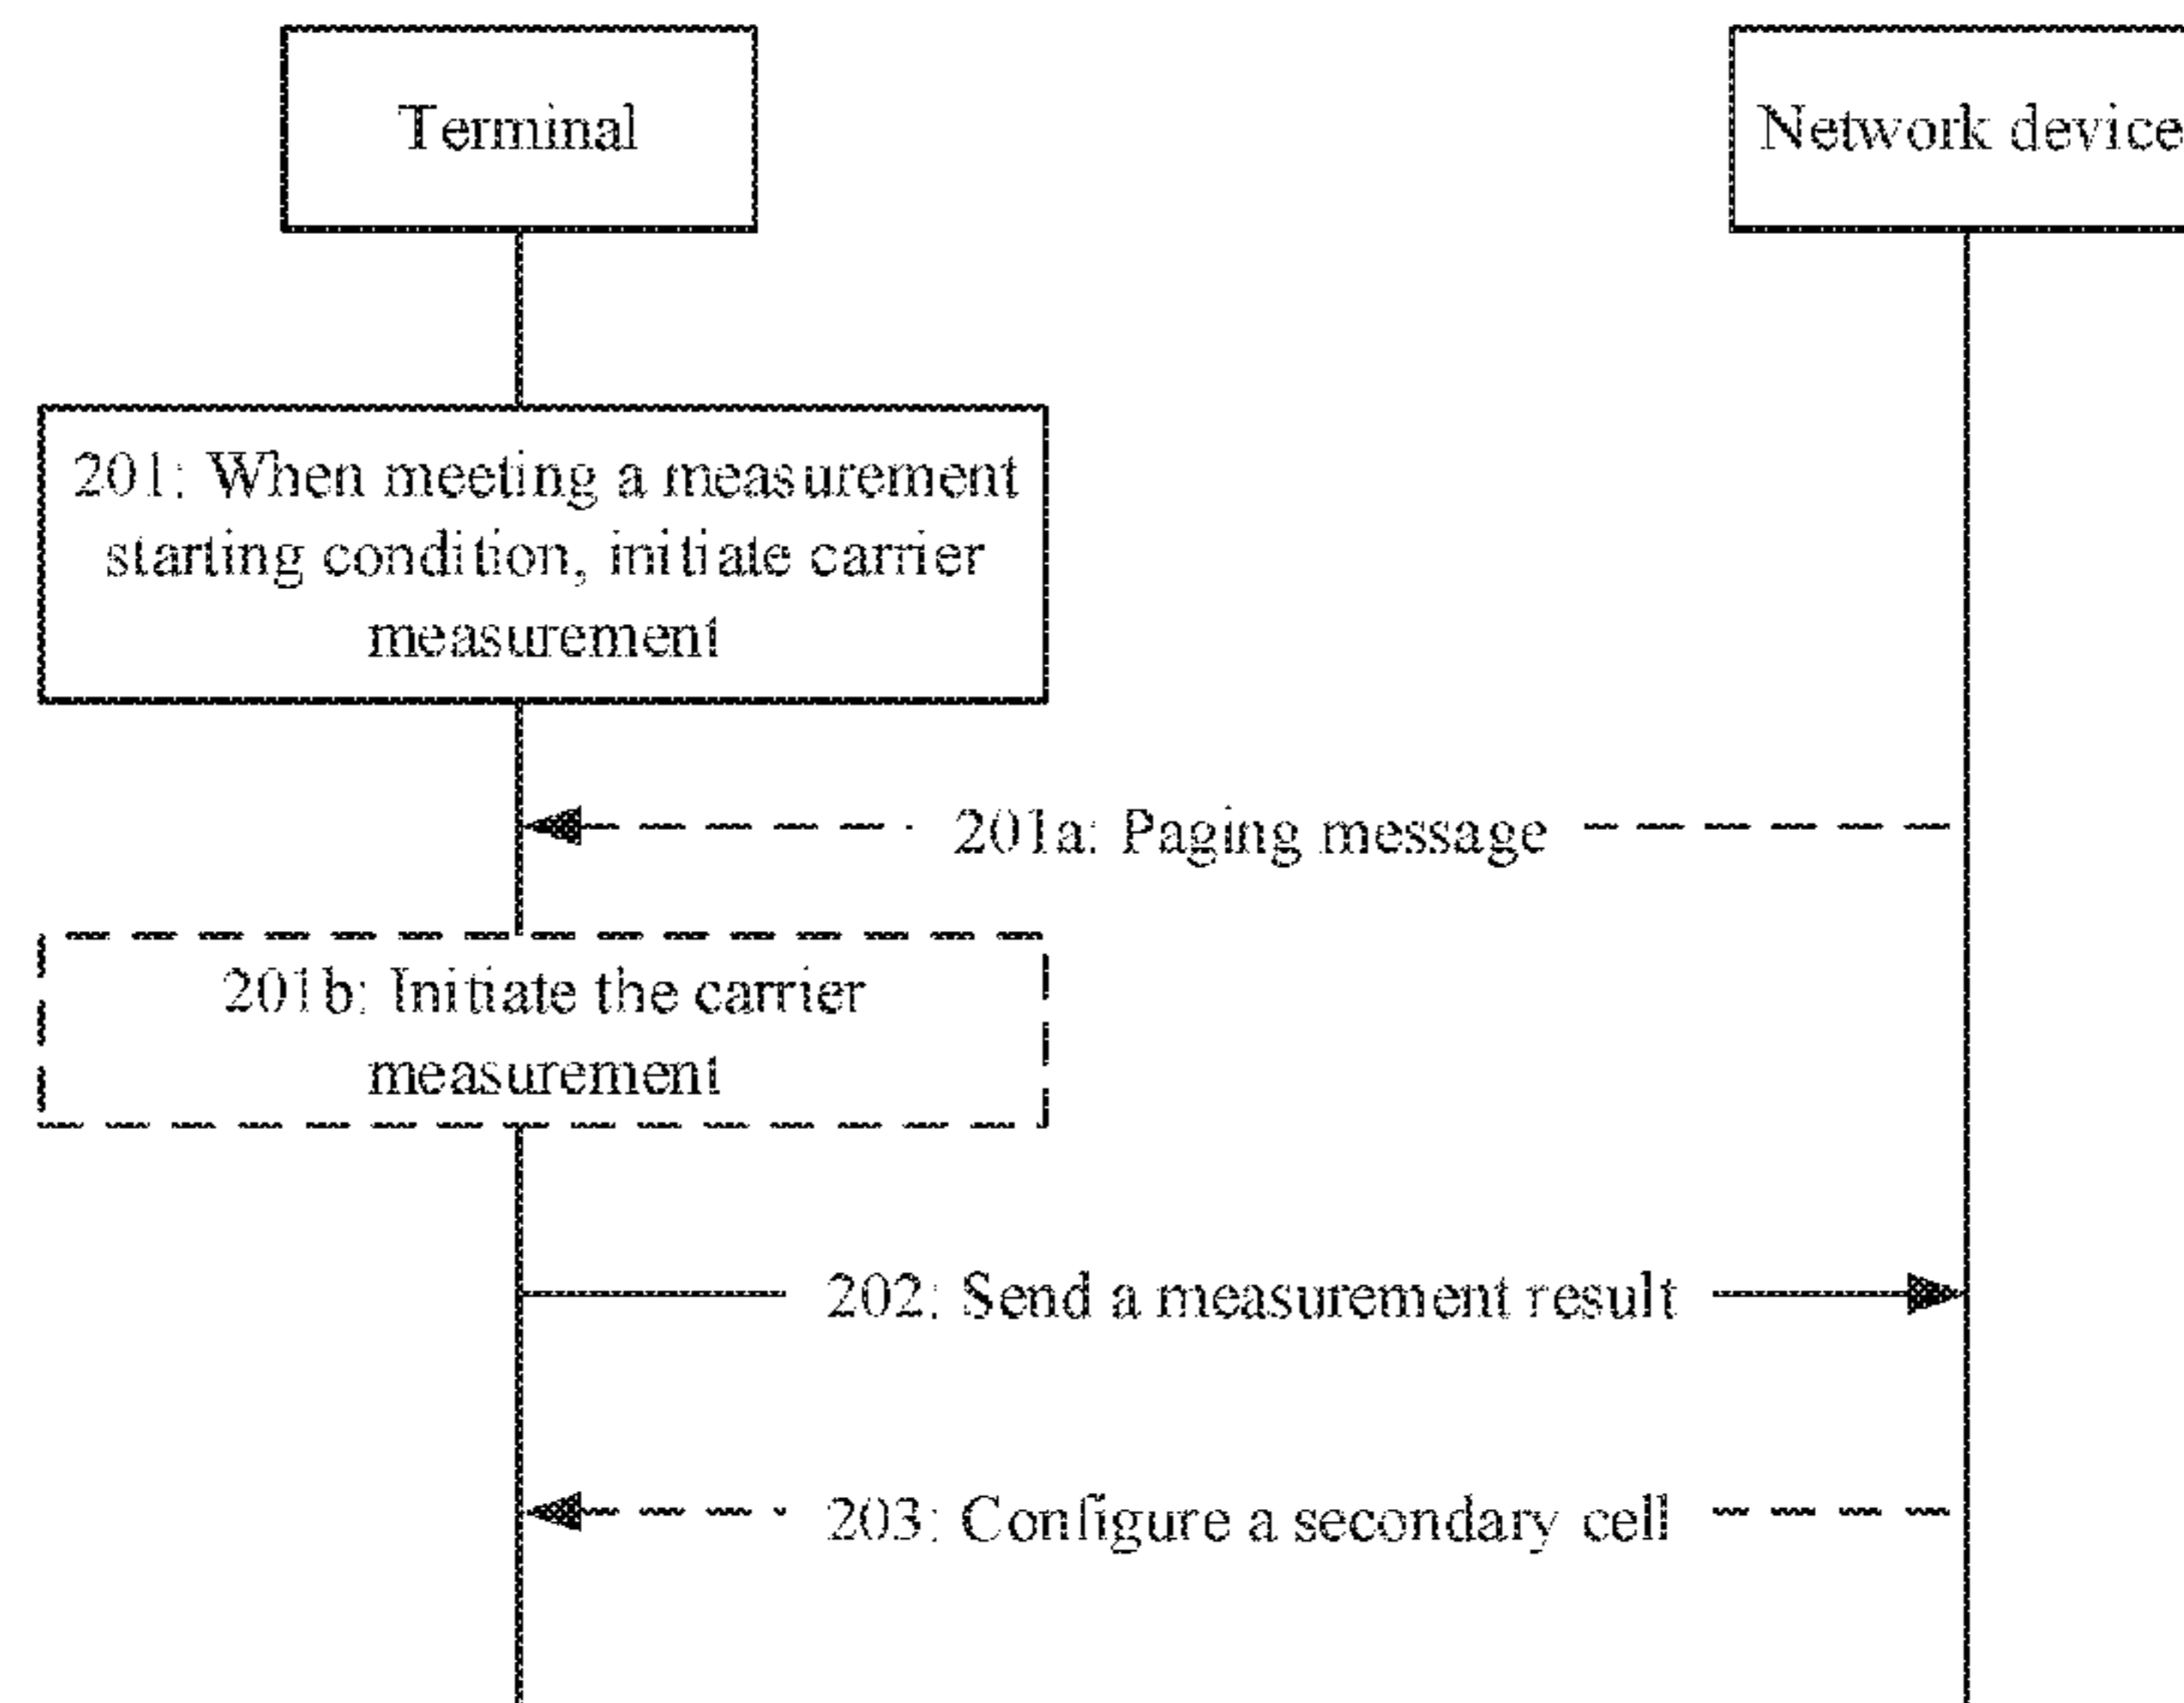 Terminal
Network device
201: When meeting a measurement
starting condition, initiate carrier
measurement
201a: Paging message
201b: Initiate the carrier
measurement
202: Send a measurement result
203: Configure a secondary cell